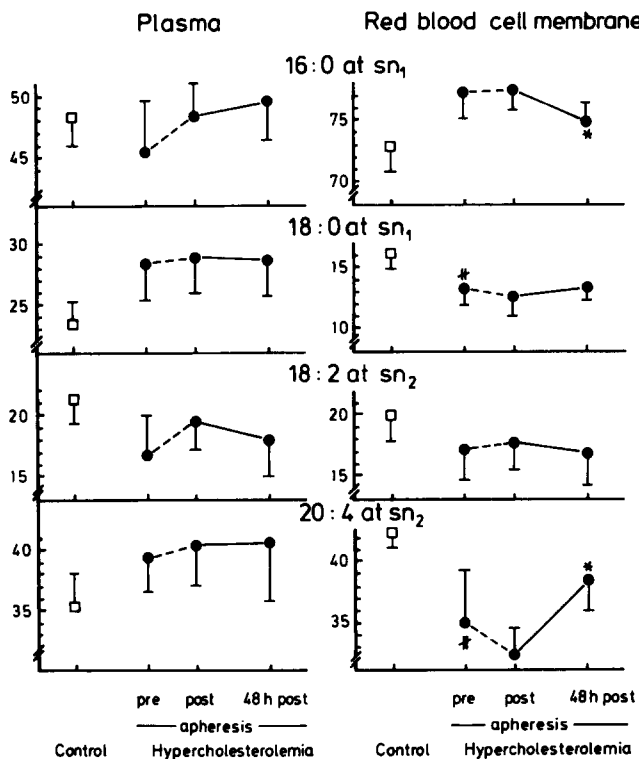 Plasma
Red blood cell membrane
16:0 at sn1
50
45
75
70
18:0 at sn1
29
25
15
10
#
*
18:2 at sn2
20
15
20
15
20:4 at sn2
40
35
40
35
#
*
pre post 48h post
apheresis
Control Hypercholesterolemia
pre post 48h post
apheresis
Control Hypercholesterolemia